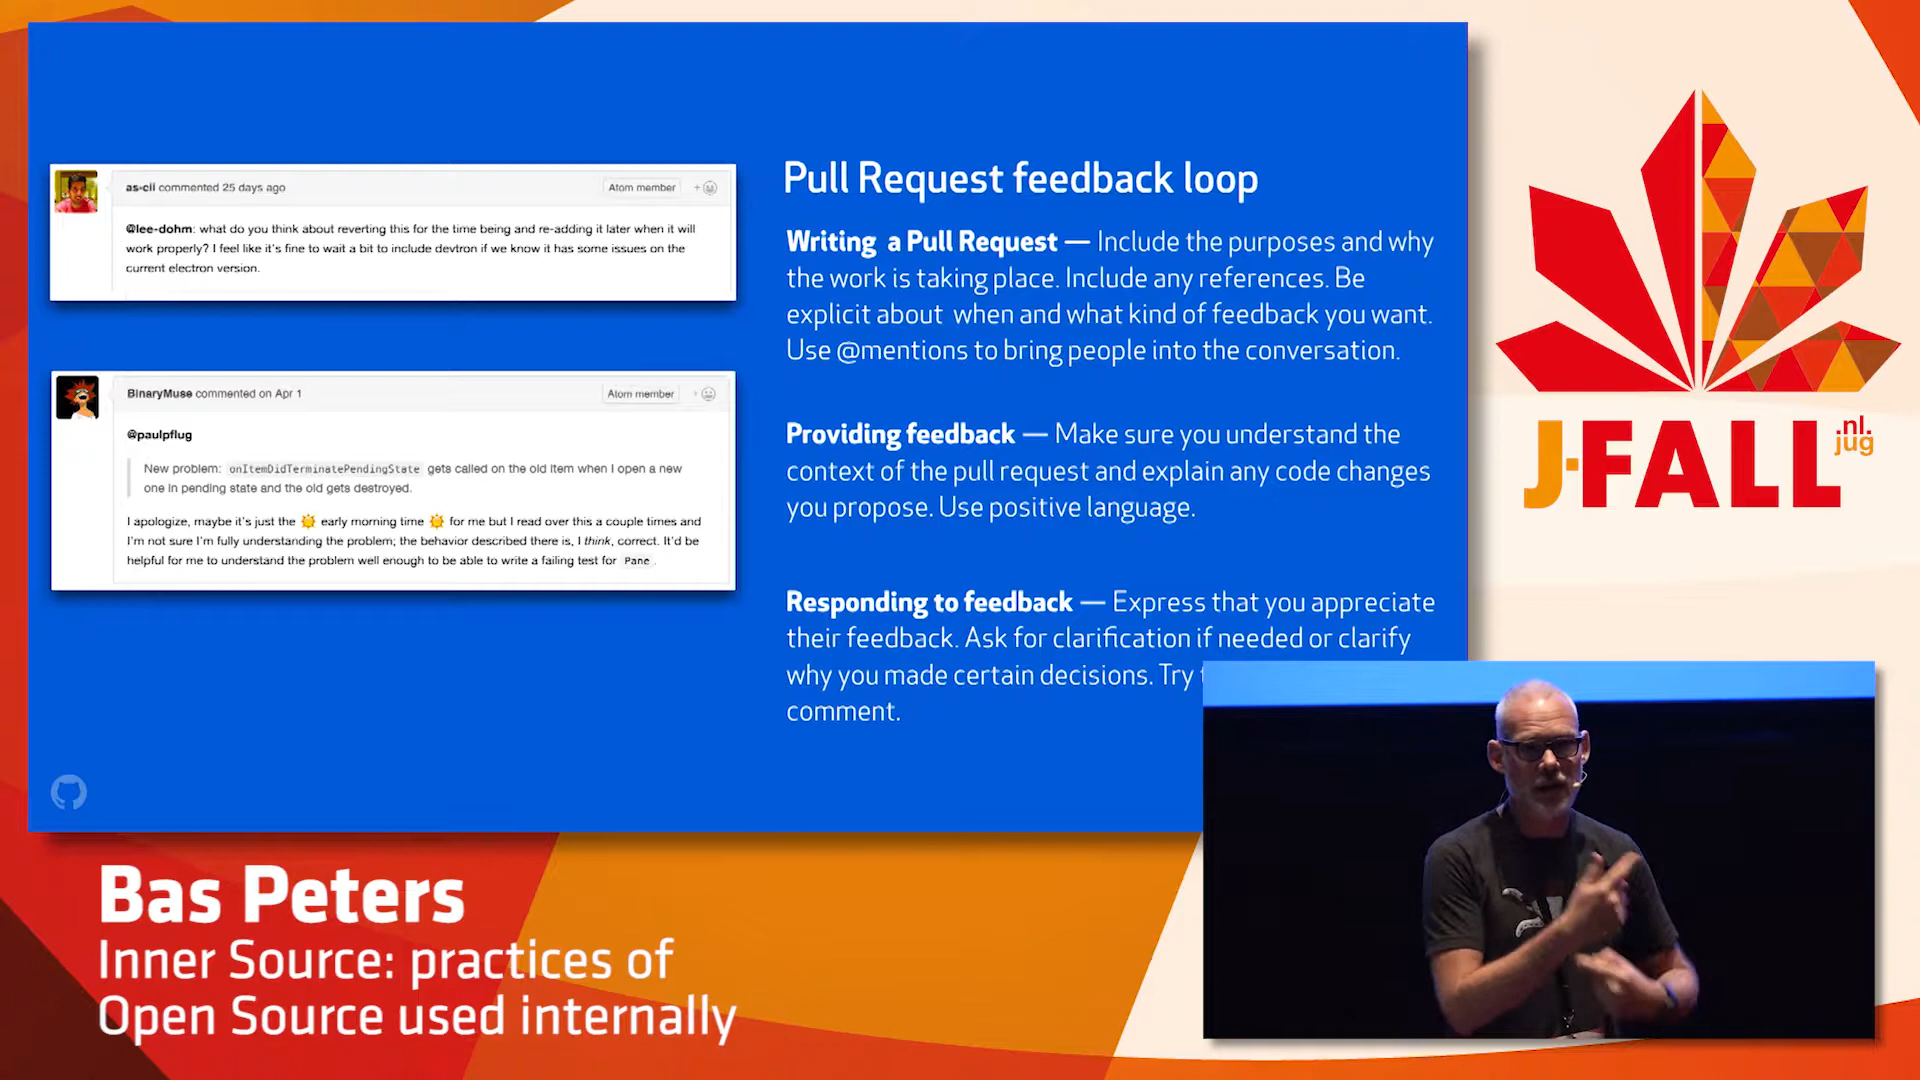 as-cii commented 25 days ago
Atom member
@lee-dohm: what do you think about reverting this for the time being and re-adding it later when it will
work properly? I feel like it's fine to wait a bit to include devtron if we know it has some issues on the
current electron version.
BinaryMuse commented on Apr 1
Atom member
@paulpflug
New problem: onItemDidTerminatePendingState gets called on the old item when I open a new
one in pending state and the old gets destroyed.
I apologize, maybe it's just the ☀️ early morning time ☀️ for me but I read over this a couple times and
I'm not sure I'm fully understanding the problem; the behavior described there is, I think, correct. It'd be
helpful for me to understand the problem well enough to be able to write a failing test for Pane .
Pull Request feedback loop
Writing a Pull Request — Include the purposes and why
the work is taking place. Include any references. Be
explicit about when and what kind of feedback you want.
Use @mentions to bring people into the conversation.
Providing feedback — Make sure you understand the
context of the pull request and explain any code changes
you propose. Use positive language.
Responding to feedback — Express that you appreciate
their feedback. Ask for clarification if needed or clarify
why you made certain decisions. Try
comment.
J-FALL
.nl.
jug
Bas Peters
Inner Source: practices of
Open Source used internally